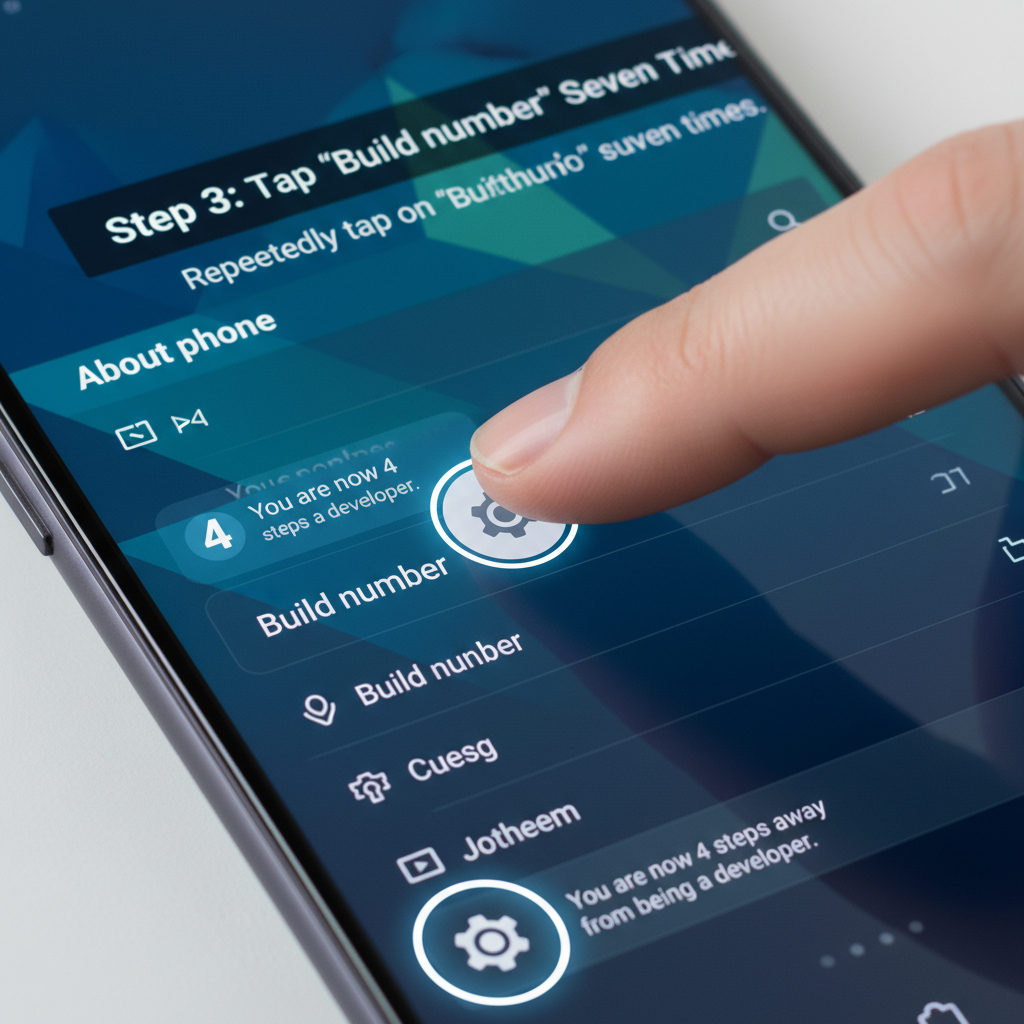 Step 3: Tap “Build number” Seven Time
Repeetedly tap on "Buiſtthurio" suven times.
About phone
4
You are now 4
steps a developer.
Build number
Build nunber
Cuesg
Jotheem
You are now 4 steps away
from being a developer.